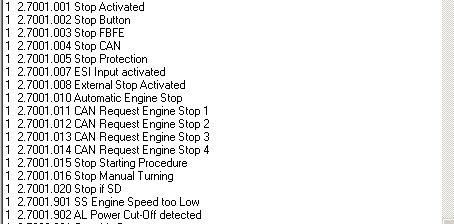 1 2.7001.001 Stop Activated
1 2.7001.002 Stop Button
1 2.7001.003 Stop FBFE
1 2.7001.004 Stop CAN
1 2.7001.005 Stop Protection
1 2.7001.007 ESI Input activated
1 2.7001.008 External Stop Activated
1 2.7001.010 Automatic Engine Stop
1 2.7001.011 CAN Request Engine Stop 1
1 2.7001.012 CAN Request Engine Stop 2
1 2.7001.013 CAN Request Engine Stop 3
1 2.7001.014 CAN Request Engine Stop 4
1 2.7001.015 Stop Starting Procedure
1 2.7001.016 Stop Manual Turning
1 2.7001.020 Stop if SD
1 2.7001.901 SS Engine Speed too Low
1 2.7001.902 AL Power Cut-Off detected